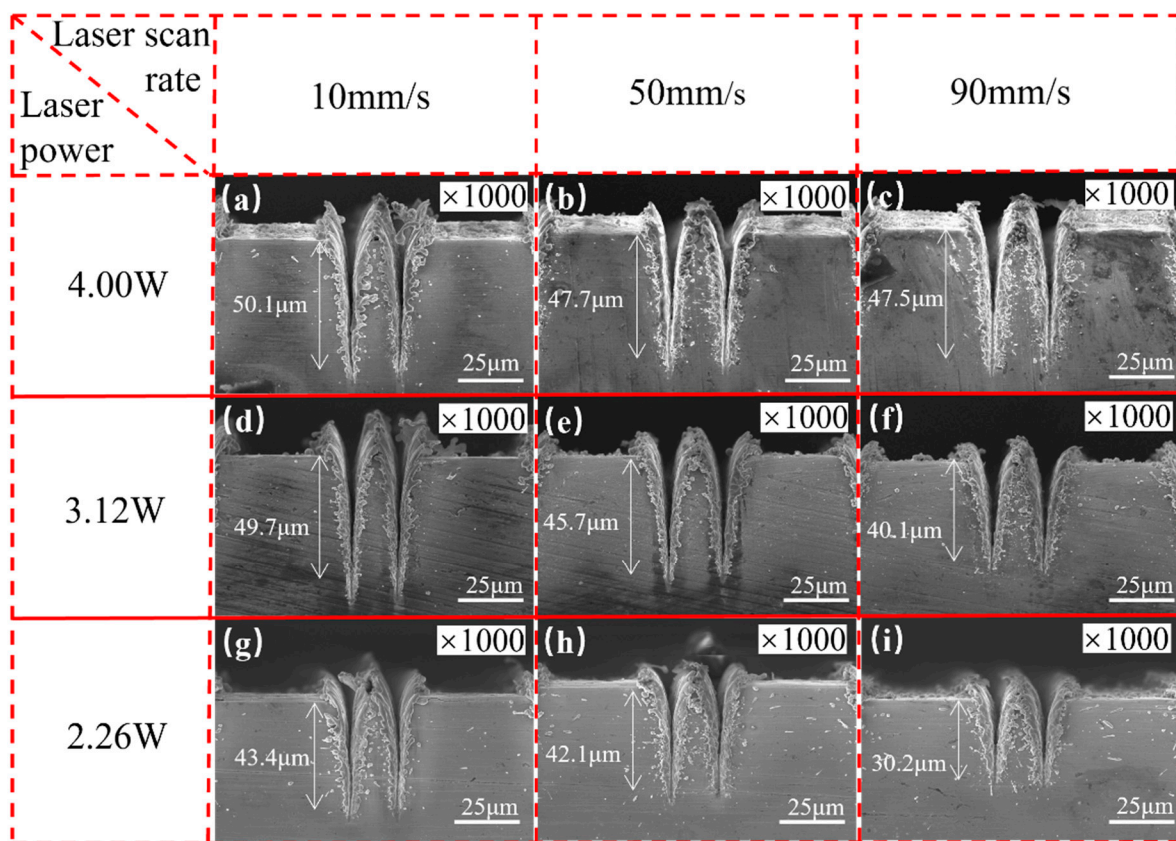 Laser scan
rate
Laser
power
10mm/s
50mm/s
90mm/s
4.00W
(a)
×1000
50.1μm
25μm
(b)
×1000
47.7μm
25μm
(c)
×1000
47.5μm
25μm
3.12W
(d)
×1000
49.7μm
25μm
(e)
×1000
45.7μm
25μm
(f)
×1000
40.1μm
25μm
2.26W
(g)
×1000
43.4μm
25μm
(h)
×1000
42.1μm
25μm
(i)
×1000
30.2μm
25μm